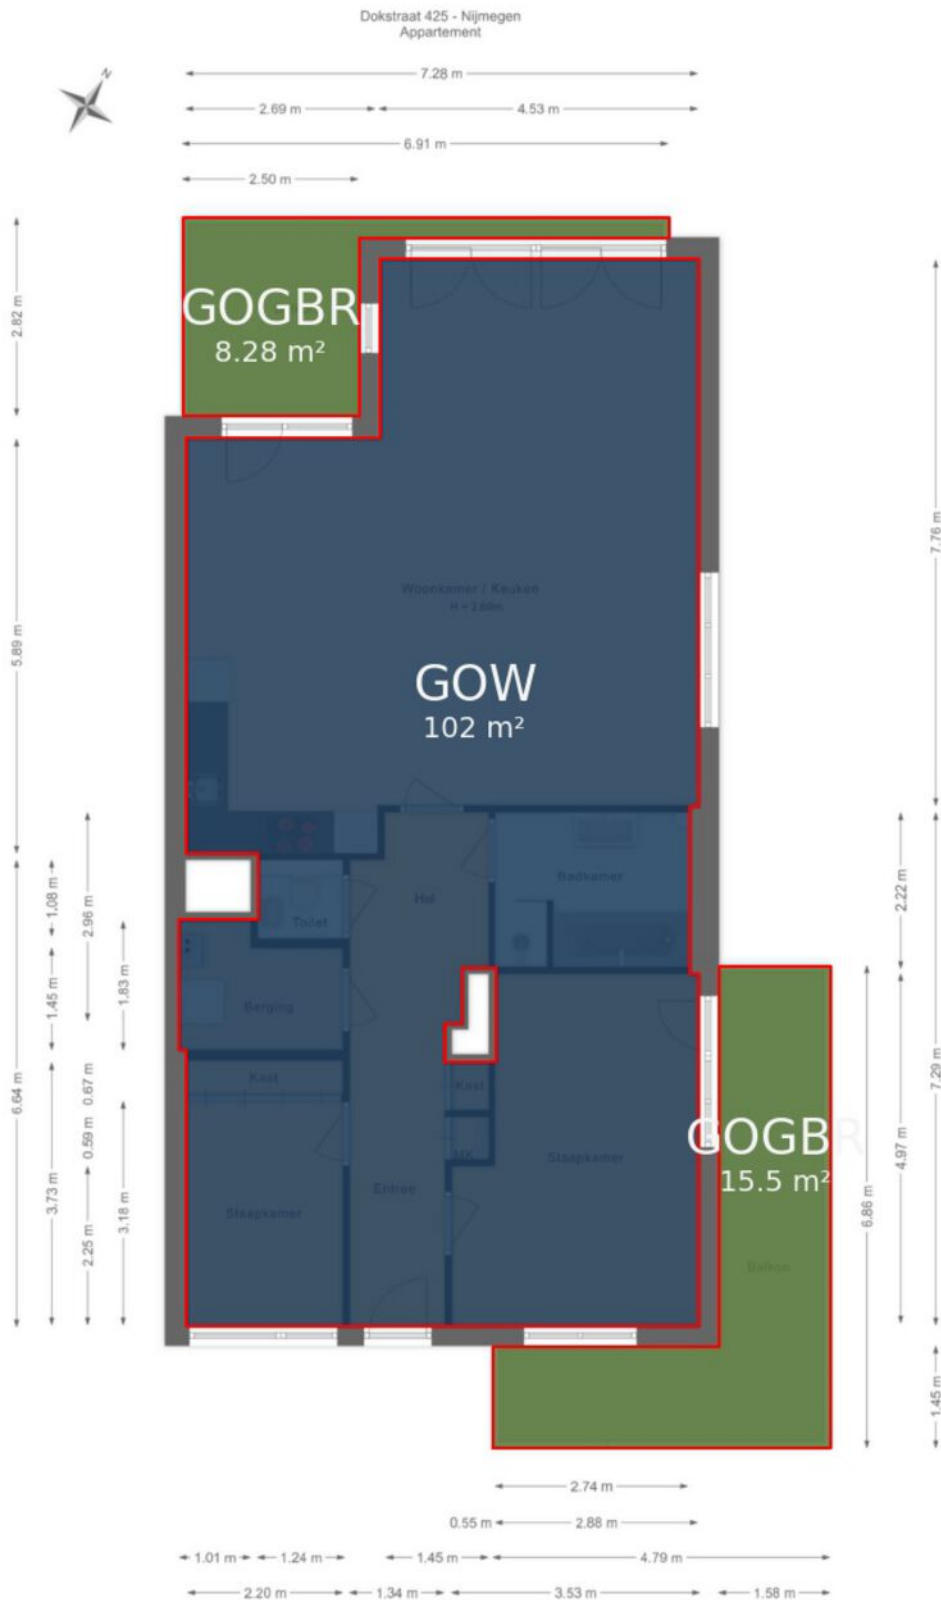 Dokstraat 425 - Nijmegen
Appartement
N
7.28 m
2.69 m
4.53 m
6.91 m
2.50 m
2.82 m
GOGBR
8.28 m²
7.76 m
5.89 m
Woonkamer / Keuken
H = 2.60m
GOW
102 m²
2.96 m
1.08 m
Toilet
Hal
Badkamer
2.22 m
1.45 m
1.83 m
Berging
6.64 m
3.73 m
0.59 m
0.67 m
2.25 m
3.18 m
Kast
Kast
MK
Slaapkamer
Entree
Slaapkamer
GOGBR
15.5 m²
Balkon
4.97 m
6.86 m
7.29 m
1.45 m
2.74 m
0.55 m
2.88 m
1.01 m
1.24 m
1.45 m
4.79 m
2.20 m
1.34 m
3.53 m
1.58 m